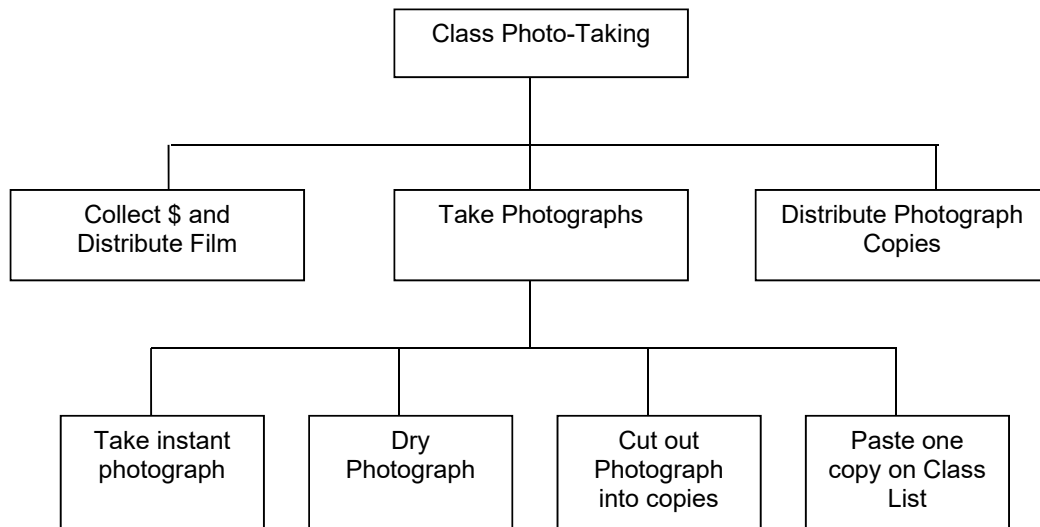 Class Photo-Taking
Collect $ and
Distribute Film
Take Photographs
Distribute Photograph
Copies
Take instant
photograph
Dry
Photograph
Cut out
Photograph
into copies
Paste one
copy on Class
List